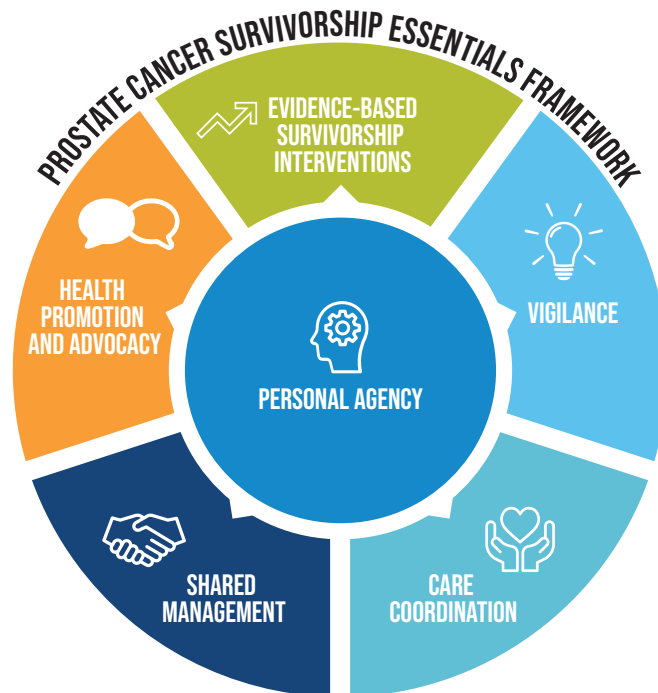 PROSTATE CANCER SURVIVORSHIP ESSENTIALS FRAMEWORK
EVIDENCE-BASED
SURVIVORSHIP
INTERVENTIONS
HEALTH
PROMOTION
AND ADVOCACY
VIGILANCE
PERSONAL AGENCY
SHARED
MANAGEMENT
CARE
COORDINATION